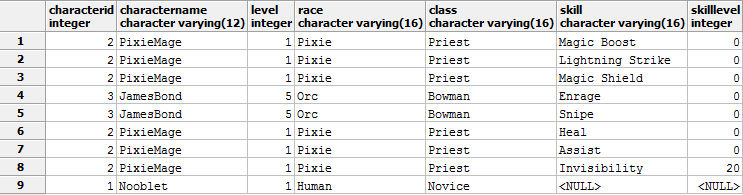 characterid charactername level race class skill skilllevel
integer character varying(12) integer character varying(16) character varying(16) character varying(16) integer
1 2 PixieMage 1 Pixie Priest Magic Boost 0
2 2 PixieMage 1 Pixie Priest Lightning Strike 0
3 2 PixieMage 1 Pixie Priest Magic Shield 0
4 3 JamesBond 5 Orc Bowman Enrage 0
5 3 JamesBond 5 Orc Bowman Snipe 0
6 2 PixieMage 1 Pixie Priest Heal 0
7 2 PixieMage 1 Pixie Priest Assist 0
8 2 PixieMage 1 Pixie Priest Invisibility 20
9 1 Nooblet 1 Human Novice <NULL> <NULL>